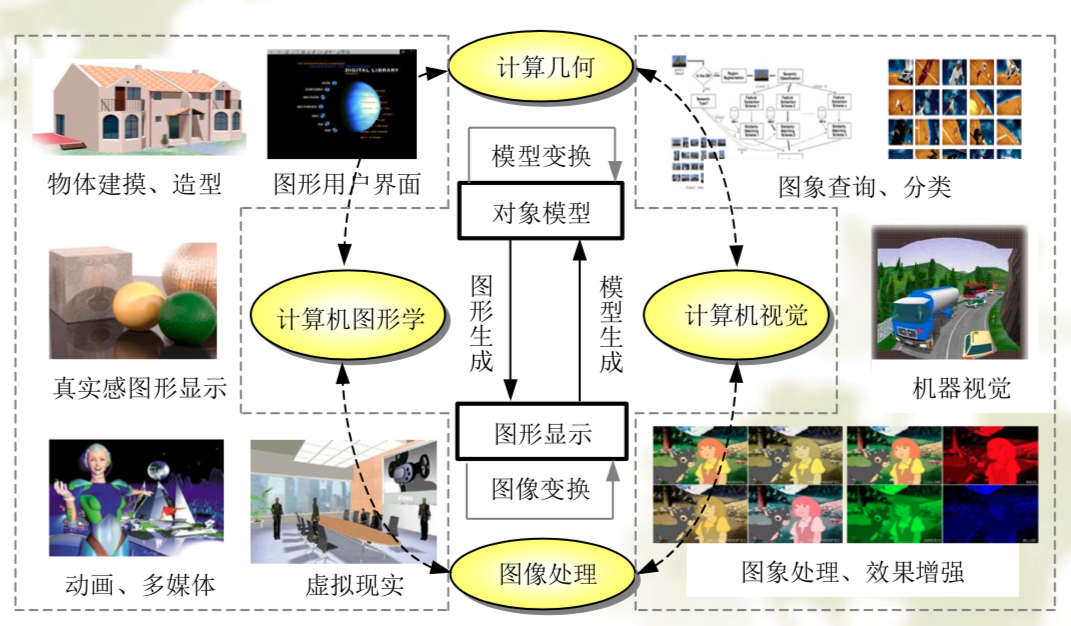 计算几何
DIGITAL LIBRARY
模型变换
物体建摸、造型
图形用户界面
图象查询、分类
对象模型
图形生成
模型生成
计算机图形学
计算机视觉
真实感图形显示
机器视觉
图形显示
图像变换
动画、多媒体
虚拟现实
图像处理
图象处理、效果增强